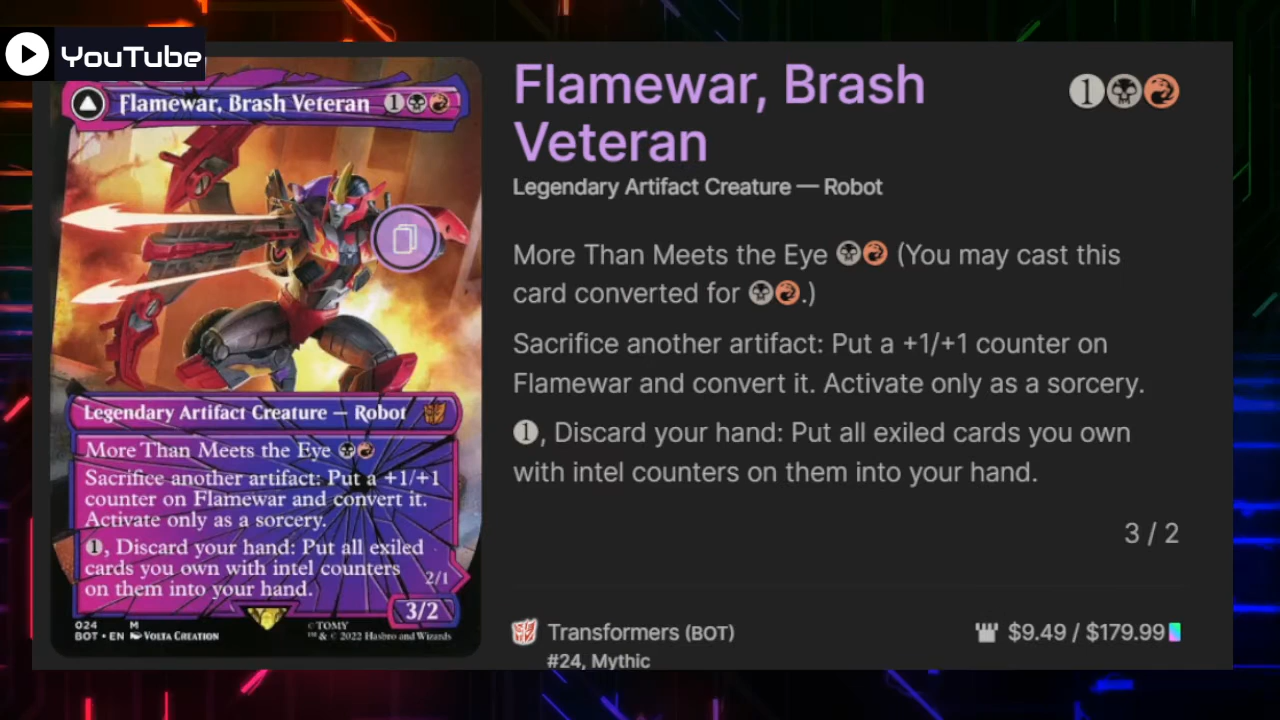 YouTube
Flamewar, Brash Veteran 1
Legendary Artifact Creature — Robot
More Than Meets the Eye
Sacrifice another artifact: Put a +1/+1
counter on Flamewar and convert it.
Activate only as a sorcery.
1, Discard your hand: Put all exiled
cards you own with intel counters
on them into your hand.
2/1
3/2
024 M
BOT • EN VOLTA CREATION
© TOMY
™ & © 2022 Hasbro and Wizards
Flamewar, Brash
Veteran
1
Legendary Artifact Creature — Robot
More Than Meets the Eye (You may cast this
card converted for .)
Sacrifice another artifact: Put a +1/+1 counter on
Flamewar and convert it. Activate only as a sorcery.
1, Discard your hand: Put all exiled cards you own
with intel counters on them into your hand.
3 / 2
Transformers (BOT)
#24, Mythic
$9.49 / $179.99